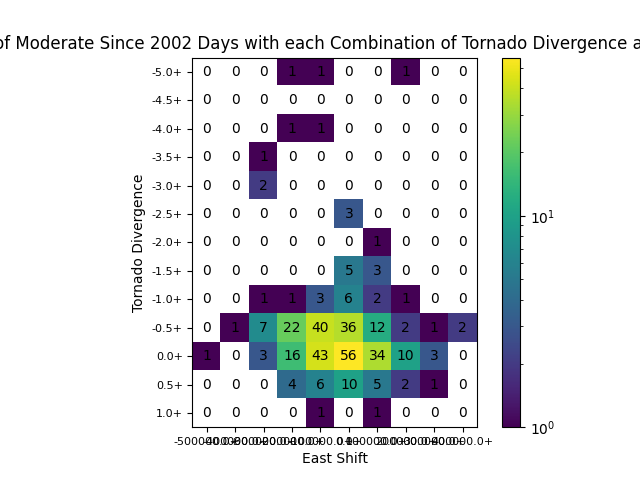 of Moderate Since 2002 Days with each Combination of Tornado Divergence a
-5.0+ 0 0 0 1 1 0 0 1 0 0
-4.5+ 0 0 0 0 0 0 0 0 0 0
-4.0+ 0 0 0 1 1 0 0 0 0 0
-3.5+ 0 0 1 0 0 0 0 0 0 0
-3.0+ 0 0 2 0 0 0 0 0 0 0
-2.5+ 0 0 0 0 0 3 0 0 0 0
-2.0+ 0 0 0 0 0 0 1 0 0 0
-1.5+ 0 0 0 0 0 5 3 0 0 0
-1.0+ 0 0 1 1 3 6 2 1 0 0
-0.5+ 0 1 7 22 40 36 12 2 1 2
0.0+ 1 0 3 16 43 56 34 10 3 0
0.5+ 0 0 0 4 6 10 5 2 1 0
1.0+ 0 0 0 0 1 0 1 0 0 0
Tornado Divergence
East Shift
10¹
10⁰